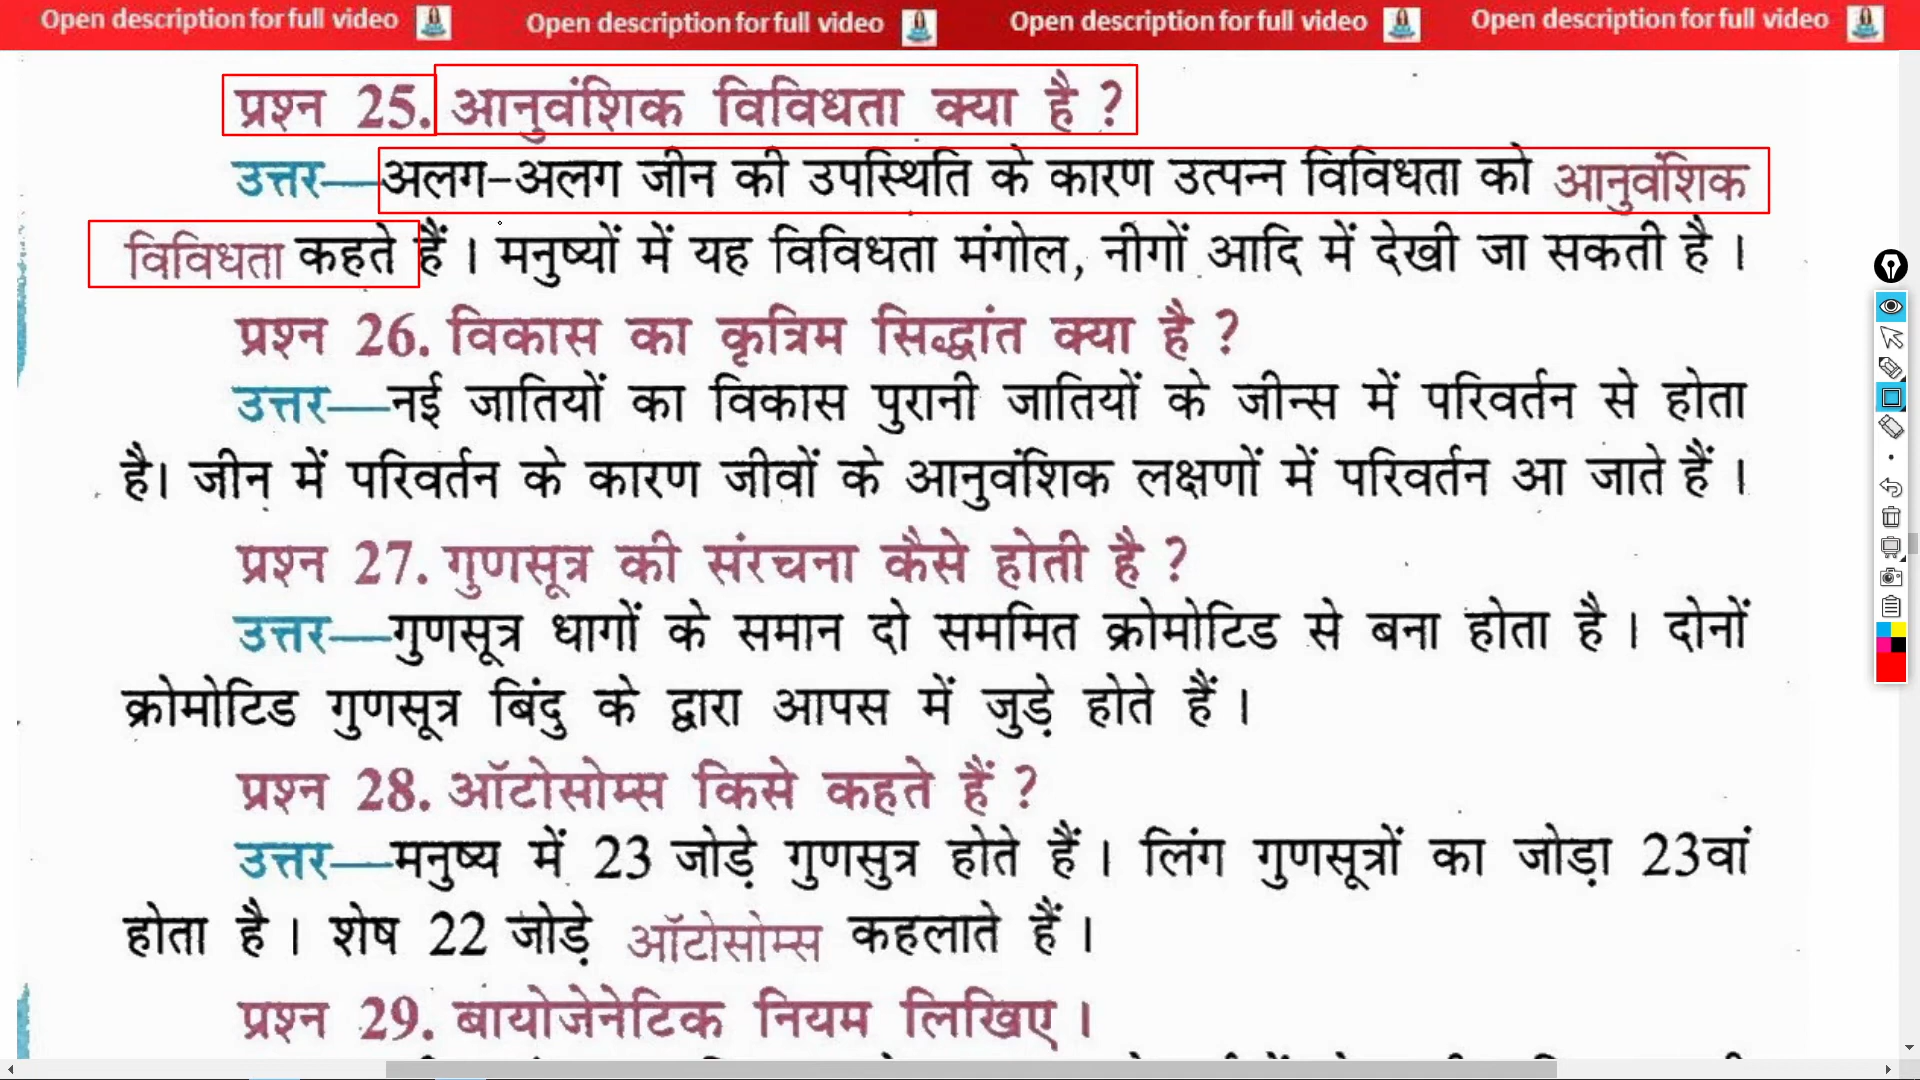 Open description for full video Open description for full video Open description for full video Open description for full video
प्रश्न 25. आनुवंशिक विविधता क्या है ?
उत्तर—अलग-अलग जीन की उपस्थिति के कारण उत्पन्न विविधता को आनुवंशिक
विविधता कहते हैं । मनुष्यों में यह विविधता मंगोल, नीगों आदि में देखी जा सकती है ।
प्रश्न 26. विकास का कृत्रिम सिद्धांत क्या है ?
उत्तर—नई जातियों का विकास पुरानी जातियों के जीन्स में परिवर्तन से होता
है। जीन में परिवर्तन के कारण जीवों के आनुवंशिक लक्षणों में परिवर्तन आ जाते हैं ।
प्रश्न 27. गुणसूत्र की संरचना कैसे होती है ?
उत्तर—गुणसूत्र धागों के समान दो सममित क्रोमोटिड से बना होता है । दोनों
क्रोमोटिड गुणसूत्र बिंदु के द्वारा आपस में जुड़े होते हैं ।
प्रश्न 28. ऑटोसोम्स किसे कहते हैं ?
उत्तर—मनुष्य में 23 जोड़े गुणसुत्र होते हैं । लिंग गुणसूत्रों का जोड़ा 23वां
होता है । शेष 22 जोड़े ऑटोसोम्स कहलाते हैं ।
प्रश्न 29. बायोजेनेटिक नियम लिखिए ।